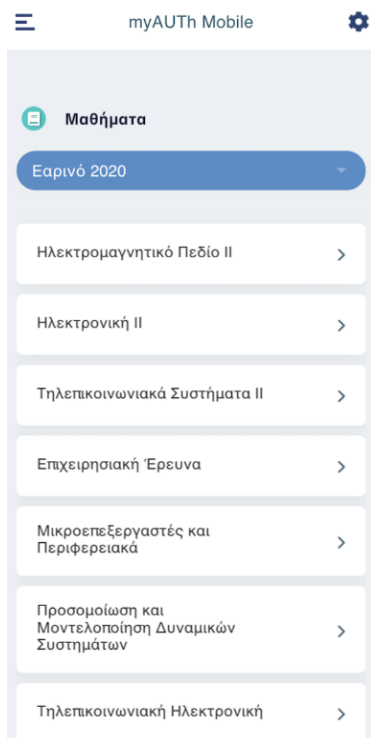 myAUTh Mobile
Μαθήματα
Εαρινό 2020
Ηλεκτρομαγνητικό Πεδίο ΙΙ
Ηλεκτρονική ΙΙ
Τηλεπικοινωνιακά Συστήματα ΙΙ
Επιχειρησιακή Έρευνα
Μικροεπεξεργαστές και
Περιφερειακά
Προσομοίωση και
Μοντελοποίηση Δυναμικών
Συστημάτων
Τηλεπικοινωνιακή Ηλεκτρονική